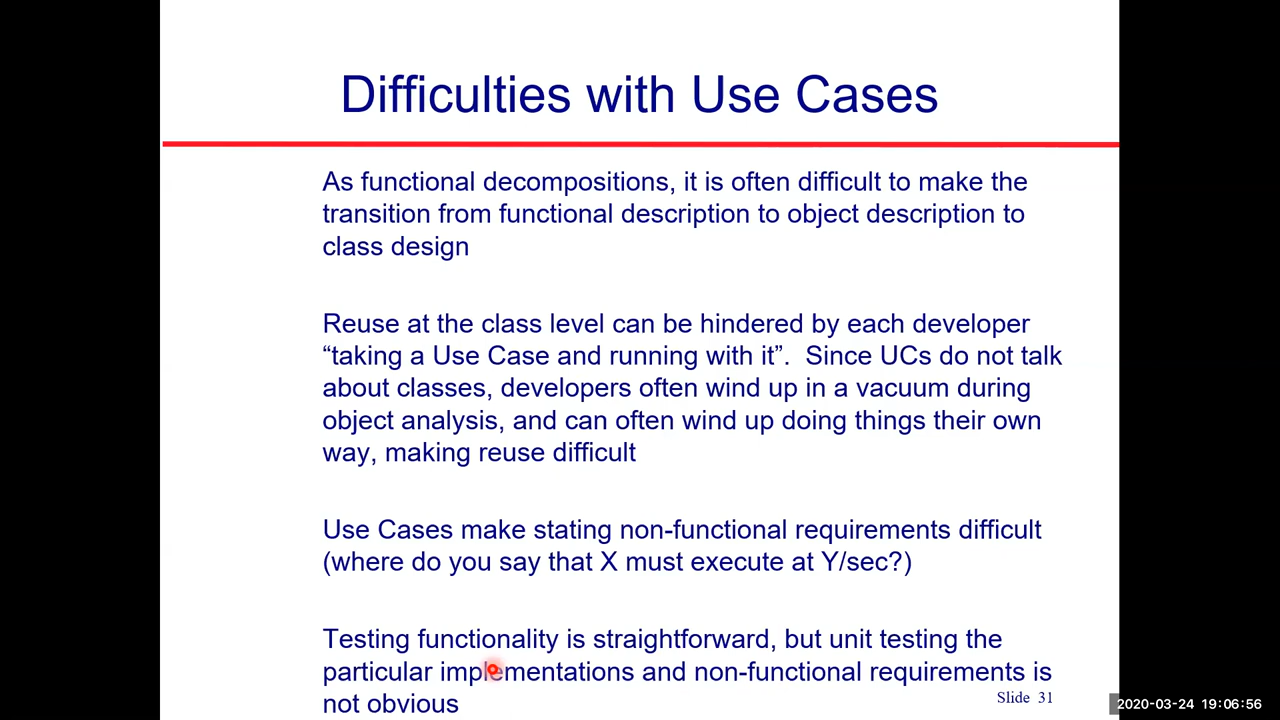 Difficulties with Use Cases
As functional decompositions, it is often difficult to make the
transition from functional description to object description to
class design
Reuse at the class level can be hindered by each developer
“taking a Use Case and running with it”.  Since UCs do not talk
about classes, developers often wind up in a vacuum during
object analysis, and can often wind up doing things their own
way, making reuse difficult
Use Cases make stating non-functional requirements difficult
(where do you say that X must execute at Y/sec?)
Testing functionality is straightforward, but unit testing the
particular implementations and non-functional requirements is
not obvious
Slide 31
2020-03-24 19:06:56